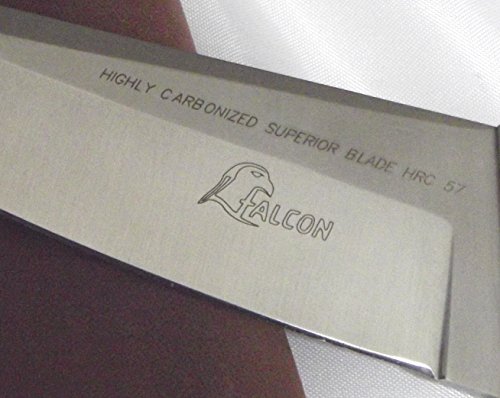 HIGHLY CARBONIZED SUPERIOR BLADE HRC 57
FALCON